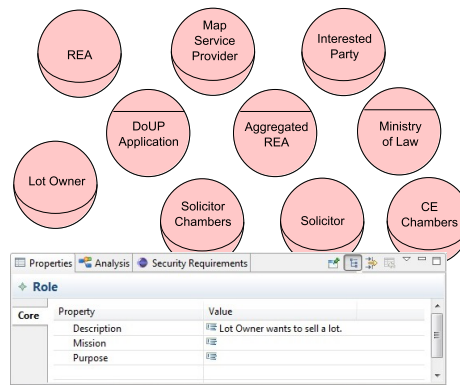 REA
Map
Service
Provider
Interested
Party
DoUP
Application
Aggregated
REA
Ministry
of Law
Lot Owner
Solicitor
Chambers
Solicitor
CE
Chambers
Properties Analysis Security Requirements
Role
Core
Property Value
Description Lot Owner wants to sell a lot.
Mission
Purpose